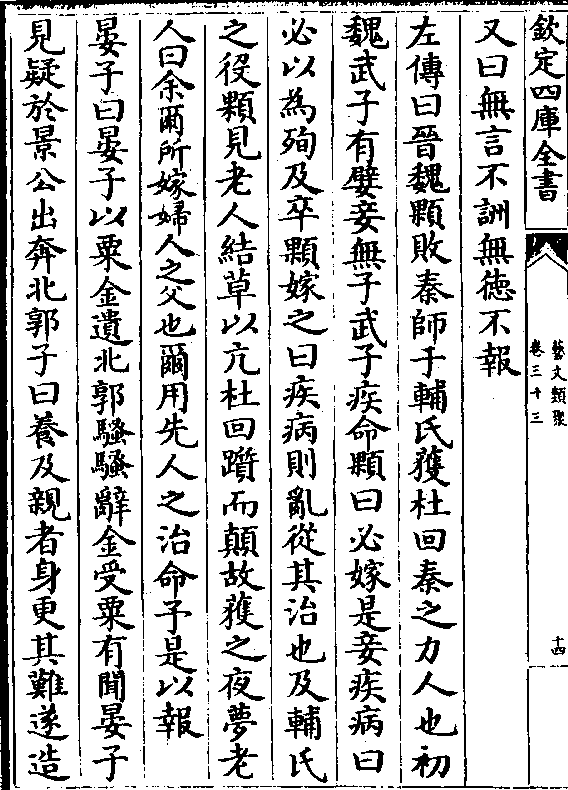 欽定四庫全書
藝文類聚
卷三十三
十四
又曰無言不詶無德不報
左傳曰晉魏顆敗秦師于輔氏獲杜回秦之力人也初
魏武子有嬖妾無子武子疾命顆曰必嫁是妾疾病曰
必以為殉及卒顆嫁之曰疾病則亂從其治也及輔氏
之役顆見老人結草以亢杜回躓而顛故獲之夜夢老
人曰余爾所嫁婦人之父也爾用先人之治命予是以報
晏子曰晏子以粟金遺北郭騷騷辭金受粟有間晏子
見疑於景公出奔北郭子曰養及親者身更其難遂造